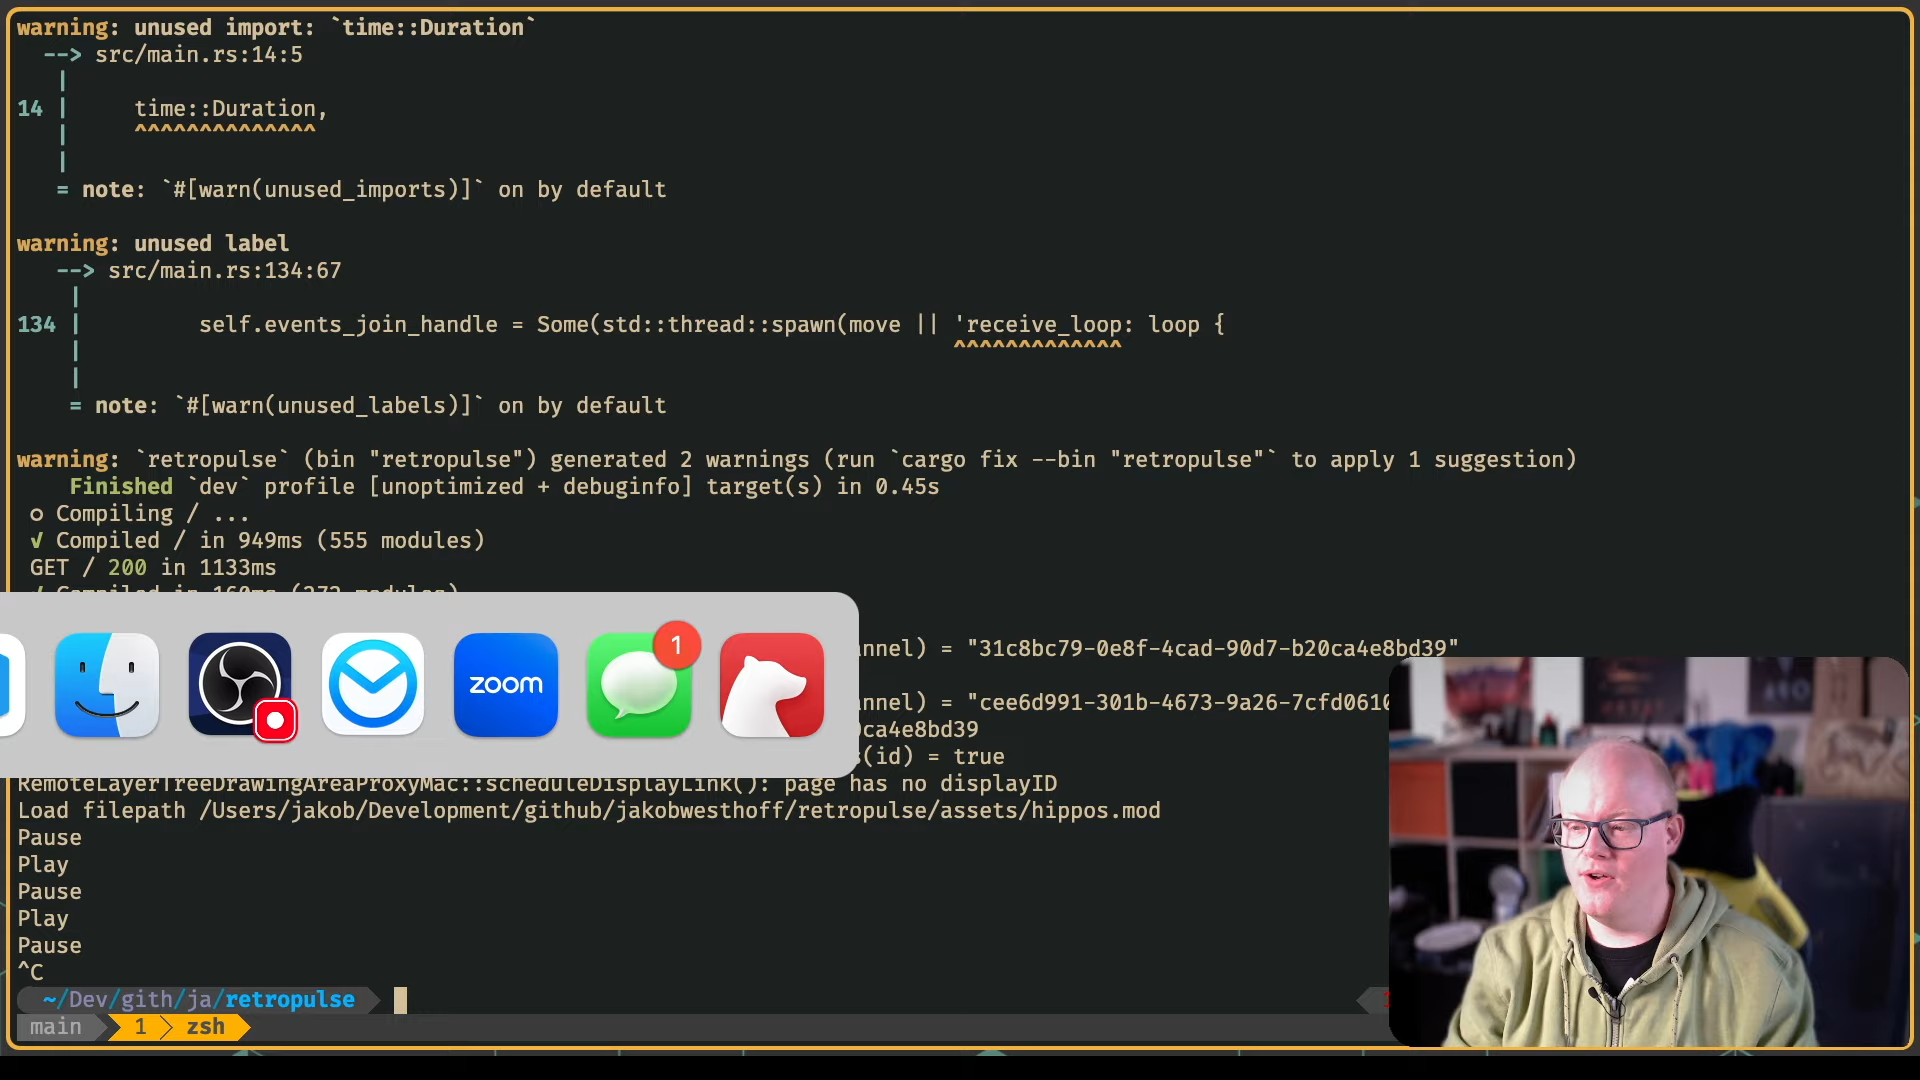 warning: unused import: `time::Duration`
--> src/main.rs:14:5
|
14 | time::Duration,
| ^^^^^^^^^^^^^^
|
= note: `#[warn(unused_imports)]` on by default
warning: unused label
--> src/main.rs:134:67
|
134 | self.events_join_handle = Some(std::thread::spawn(move || 'receive_loop: loop {
| ^^^^^^^^^^^^^
|
= note: `#[warn(unused_labels)]` on by default
warning: `retropulse` (bin "retropulse") generated 2 warnings (run `cargo fix --bin "retropulse"` to apply 1 suggestion)
Finished `dev` profile [unoptimized + debuginfo] target(s) in 0.45s
○ Compiling / ...
✓ Compiled / in 949ms (555 modules)
GET / 200 in 1133ms
annel) = "31c8bc79-0e8f-4cad-90d7-b20ca4e8bd39"
zoom
1
annel) = "cee6d991-301b-4673-9a26-7cfd0610
ca4e8bd39
(id) = true
RemoteLayerTreeDrawingAreaProxyMac::scheduleDisplayLink(): page has no displayID
Load filepath /Users/jakob/Development/github/jakobwesthoff/retropulse/assets/hippos.mod
Pause
Play
Pause
Play
Pause
^C
~/Dev/gith/ja/retropulse
main 1 zsh